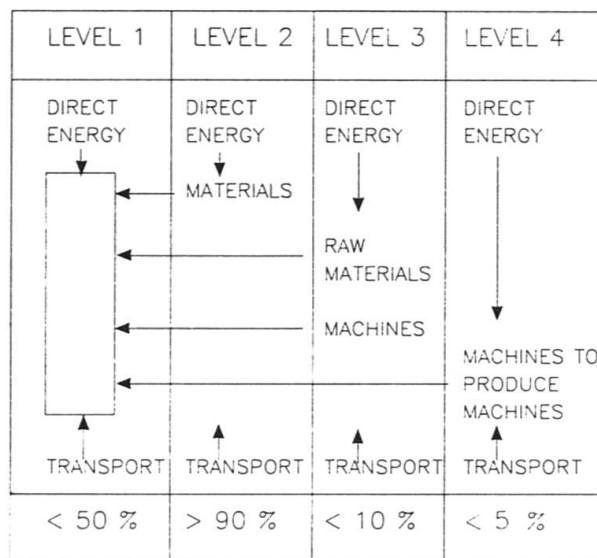 LEVEL 1 LEVEL 2 LEVEL 3 LEVEL 4
DIRECT ENERGY
DIRECT ENERGY
DIRECT ENERGY
DIRECT ENERGY
MATERIALS
RAW
MATERIALS
MACHINES
MACHINES TO
PRODUCE
MACHINES
TRANSPORT TRANSPORT TRANSPORT TRANSPORT
< 50 % > 90 % < 10 % < 5 %